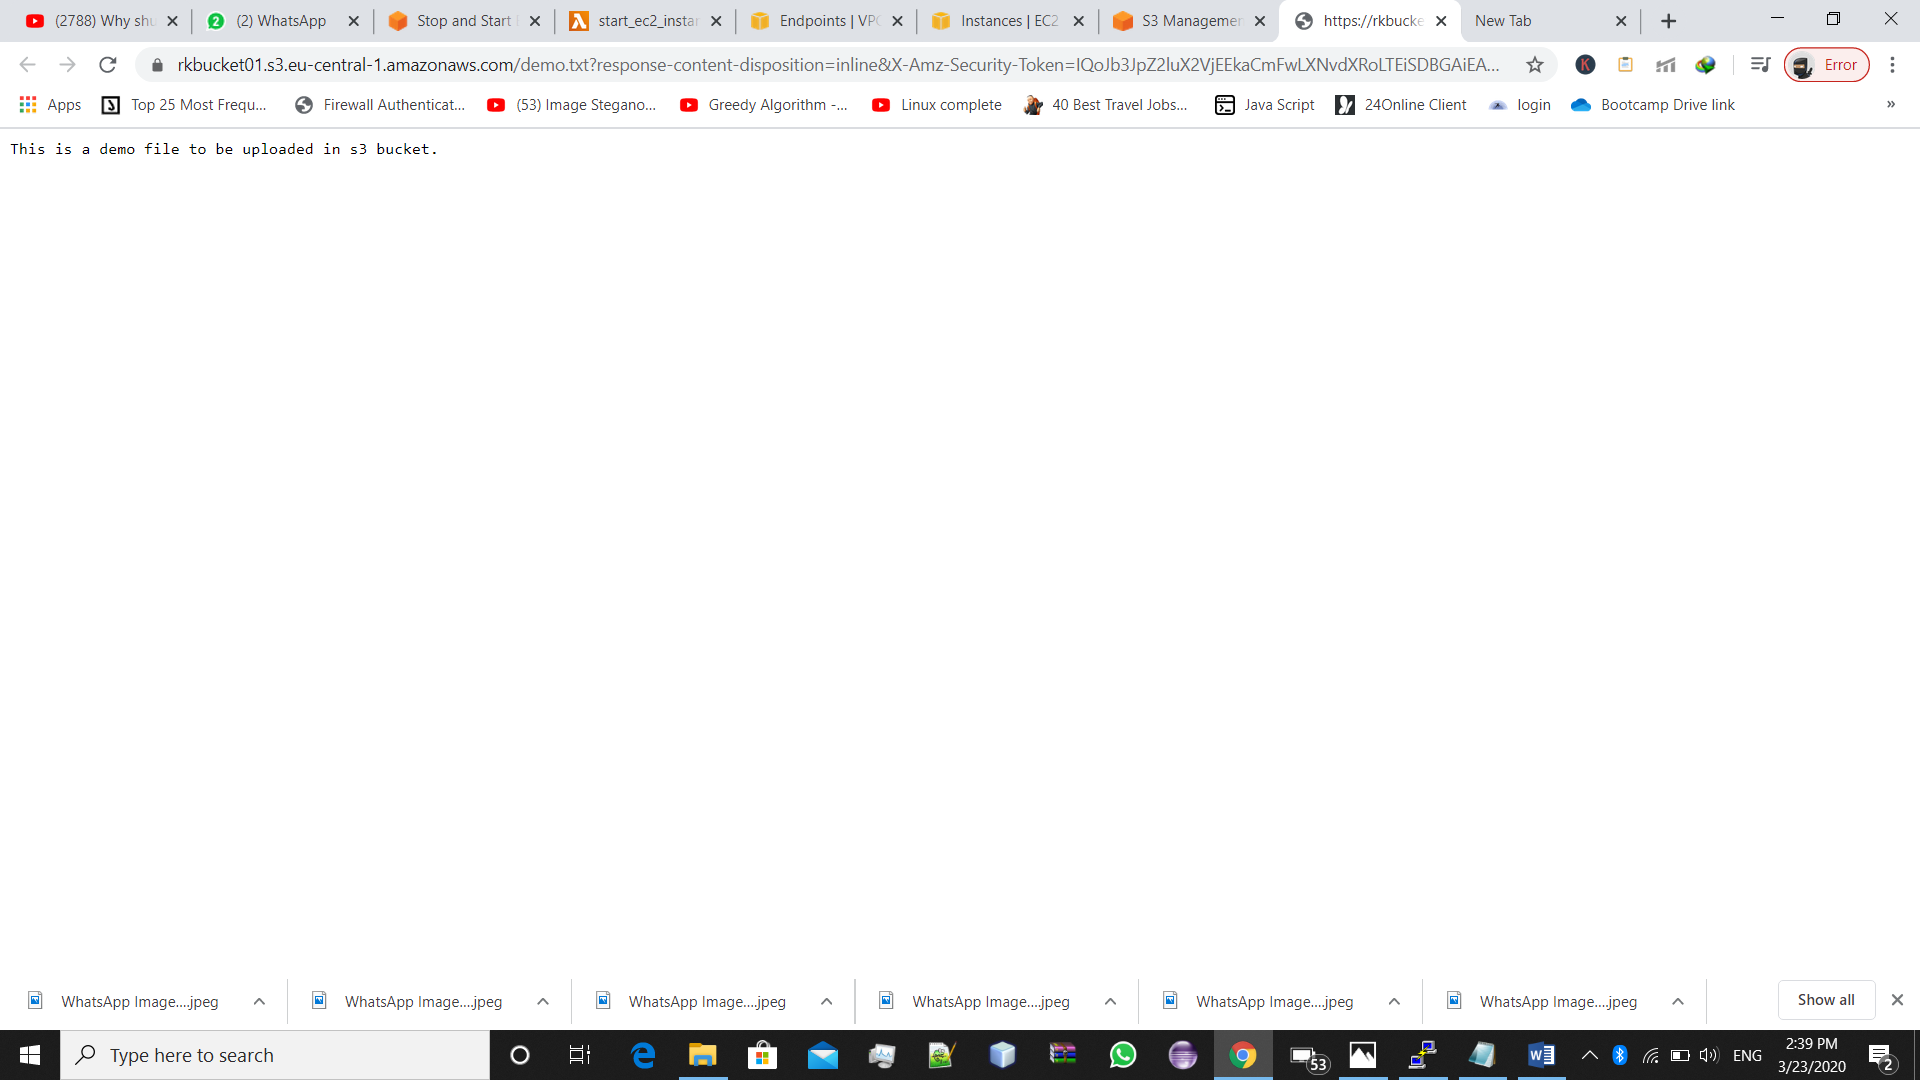 (2788) Why shu
2 (2) WhatsApp
Stop and Start
start_ec2_instan
Endpoints | VPC
Instances | EC2
S3 Managemen
https://rkbucke
New Tab
rkbucket01.s3.eu-central-1.amazonaws.com/demo.txt?response-content-disposition=inline&X-Amz-Security-Token=IQoJb3JpZ2luX2VjEEkaCmFwLXNvdXRoLTEiSDBGAiEA...
K
Error
Apps
Top 25 Most Frequ...
Firewall Authenticat...
(53) Image Stegano...
Greedy Algorithm -...
Linux complete
40 Best Travel Jobs...
Java Script
24Online Client
login
Bootcamp Drive link
»
This is a demo file to be uploaded in s3 bucket.
WhatsApp Image....jpeg
WhatsApp Image....jpeg
WhatsApp Image....jpeg
WhatsApp Image....jpeg
WhatsApp Image....jpeg
WhatsApp Image....jpeg
Show all
Type here to search
53
ENG
2:39 PM
3/23/2020
2